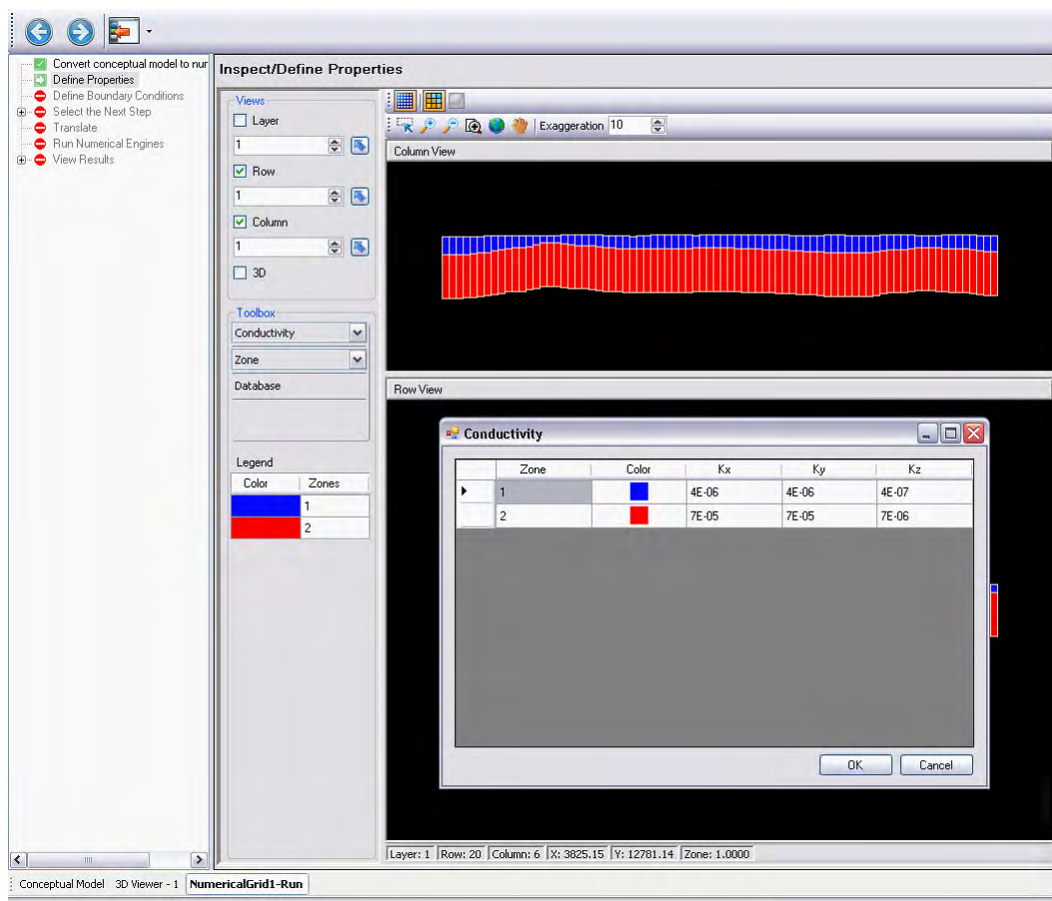 Convert conceptual model to nur
Define Properties
Define Boundary Conditions
Select the Next Step
Translate
Run Numerical Engines
View Results
Inspect/Define Properties
Views
Layer
1
Row
1
Column
1
3D
Toolbox
Conductivity
Zone
Database
Legend
Color Zones
1
2
Exaggeration 10
Column View
Row View
Conductivity
Zone Color Kx Ky Kz
1 4E-06 4E-06 4E-07
2 7E-05 7E-05 7E-06
OK Cancel
Layer: 1 Row: 20 Column: 6 X: 3825.15 Y: 12781.14 Zone: 1.0000
Conceptual Model 3D Viewer - 1 NumericalGrid1-Run